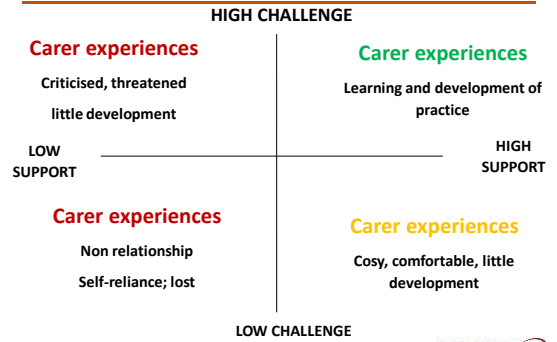 HIGH CHALLENGE
Carer experiences
Criticised, threatened
little development
Carer experiences
Learning and development of
practice
LOW
SUPPORT
HIGH
SUPPORT
Carer experiences
Non relationship
Self-reliance; lost
Carer experiences
Cosy, comfortable, little
development
LOW CHALLENGE